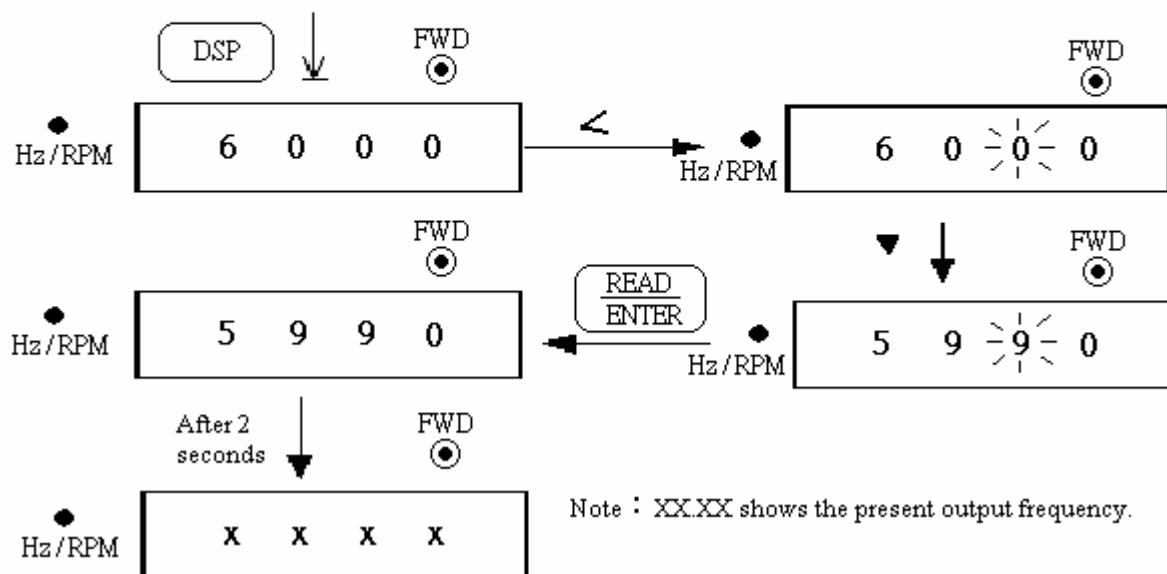 DSP
FWD
Hz/RPM
6 0 0 0
<
FWD
Hz/RPM
6 0 0 0
FWD
Hz/RPM
5 9 9 0
READ
ENTER
FWD
Hz/RPM
5 9 9 0
After 2
seconds
FWD
Hz/RPM
X X X X
Note : XX.XX shows the present output frequency.